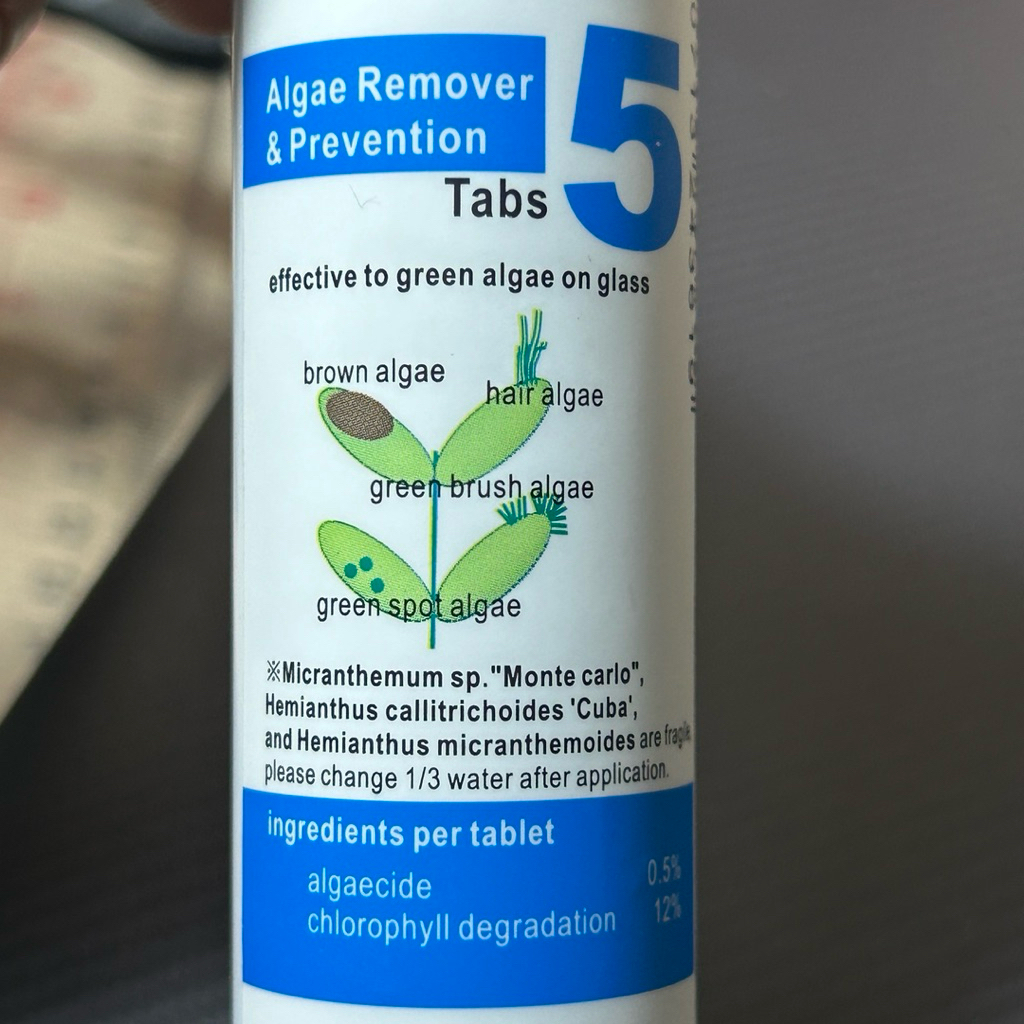 Algae Remover
& Prevention
5
Tabs
effective to green algae on glass
brown algae
hair algae
green brush algae
green spot algae
※Micranthemum sp."Monte carlo",
Hemianthus callitrichoides 'Cuba',
and Hemianthus micranthemoides are fragile,
please change 1/3 water after application.
ingredients per tablet
algaecide 0.5%
chlorophyll degradation 12%